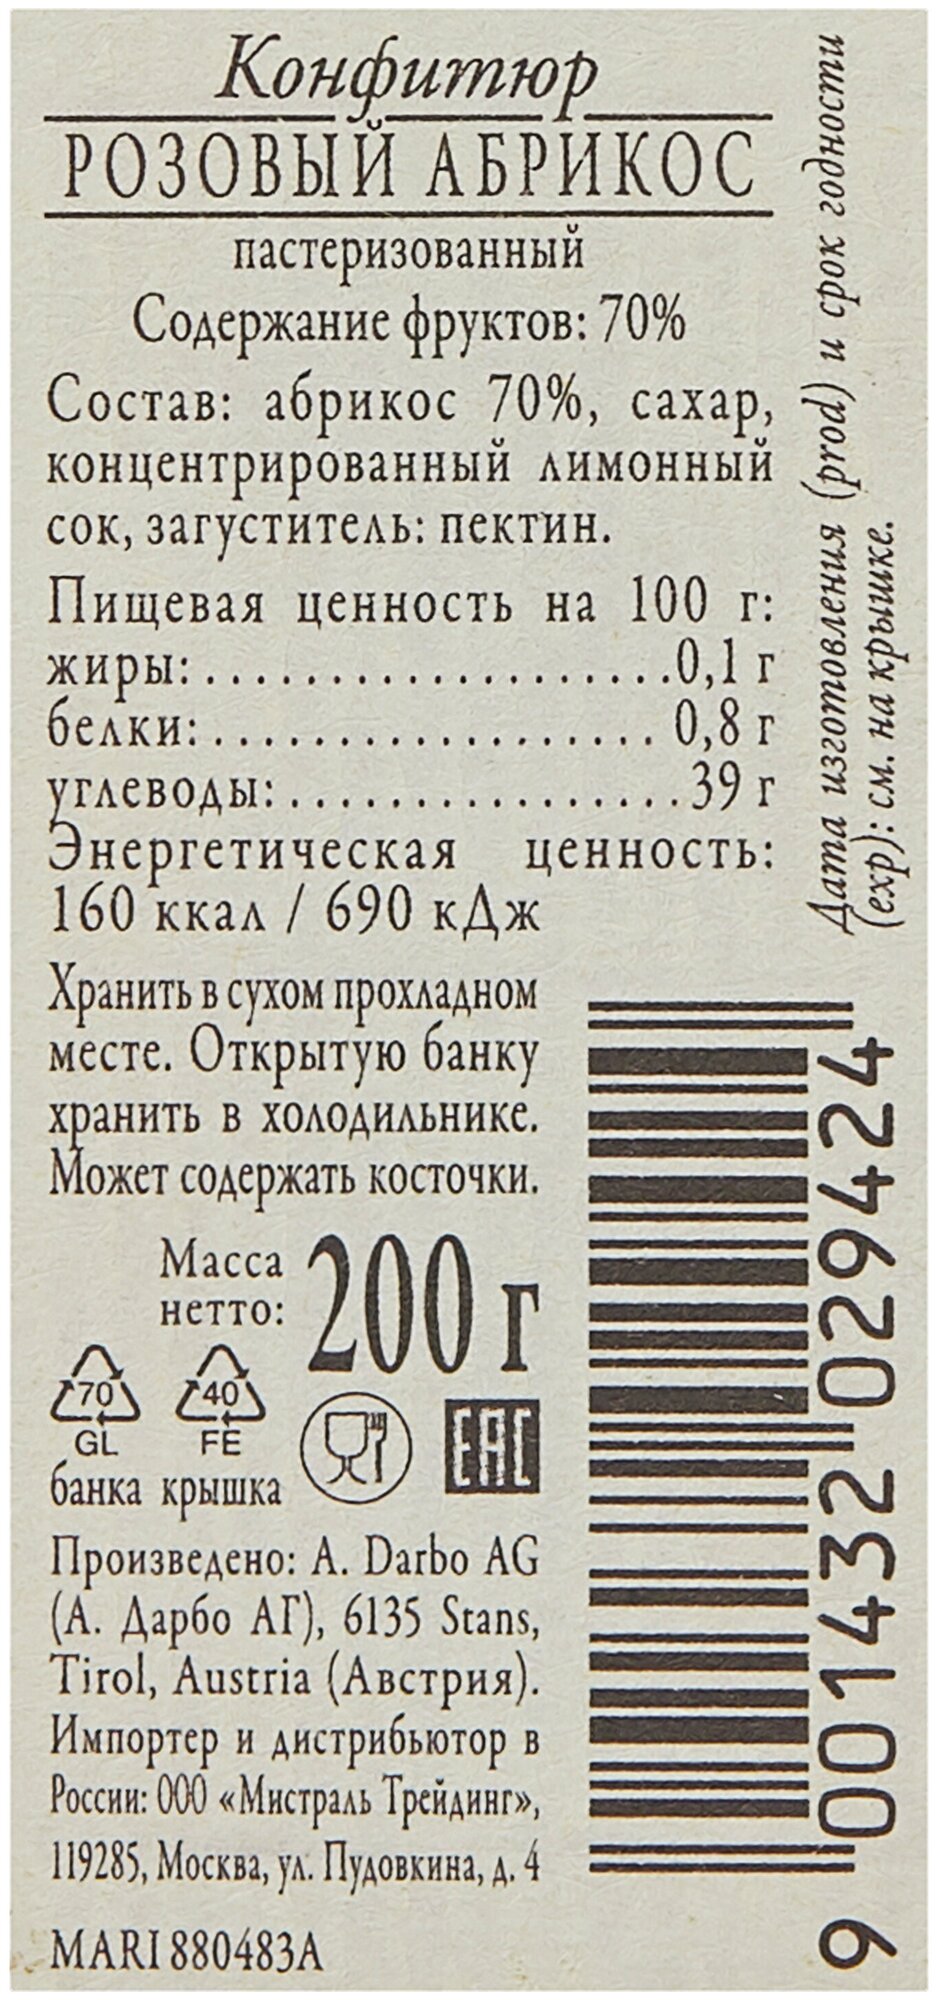 Конфитюр
РОЗОВЫЙ АБРИКОС
пастеризованный
Содержание фруктов: 70%
Состав: абрикос 70%, сахар,
концентрированный лимонный
сок, загуститель: пектин.
Пищевая ценность на 100 г:
жиры:....................0,1 г
белки:................... 0,8 г
углеводы:.................39 г
Энергетическая ценность:
160 ккал / 690 кДж
Хранить в сухом прохладном
месте. Открытую банку
хранить в холодильнике.
Может содержать косточки.
Масса
нетто: 200 г
70
GL
банка
40
FE
крышка
EAC
Произведено: A. Darbo AG
(А. Дарбо АГ), 6135 Stans,
Tirol, Austria (Австрия).
Импортер и дистрибьютор в
России: ООО «Мистраль Трейдинг»,
119285, Москва, ул. Пудовкина, д. 4
MARI880483A
Дата изготовления (prod) и срок годности
(exp): см. на крышке.
9 001432 029424